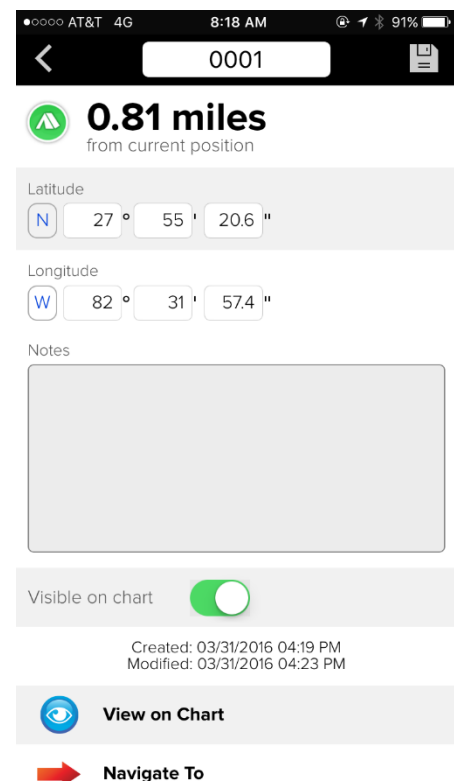 AT&T 4G 8:18 AM 91%
0001
0.81 miles
from current position
Latitude
N 27 ° 55 ' 20.6 "
Longitude
W 82 ° 31 ' 57.4 "
Notes
Visible on chart
Created: 03/31/2016 04:19 PM
Modified: 03/31/2016 04:23 PM
View on Chart
Navigate To